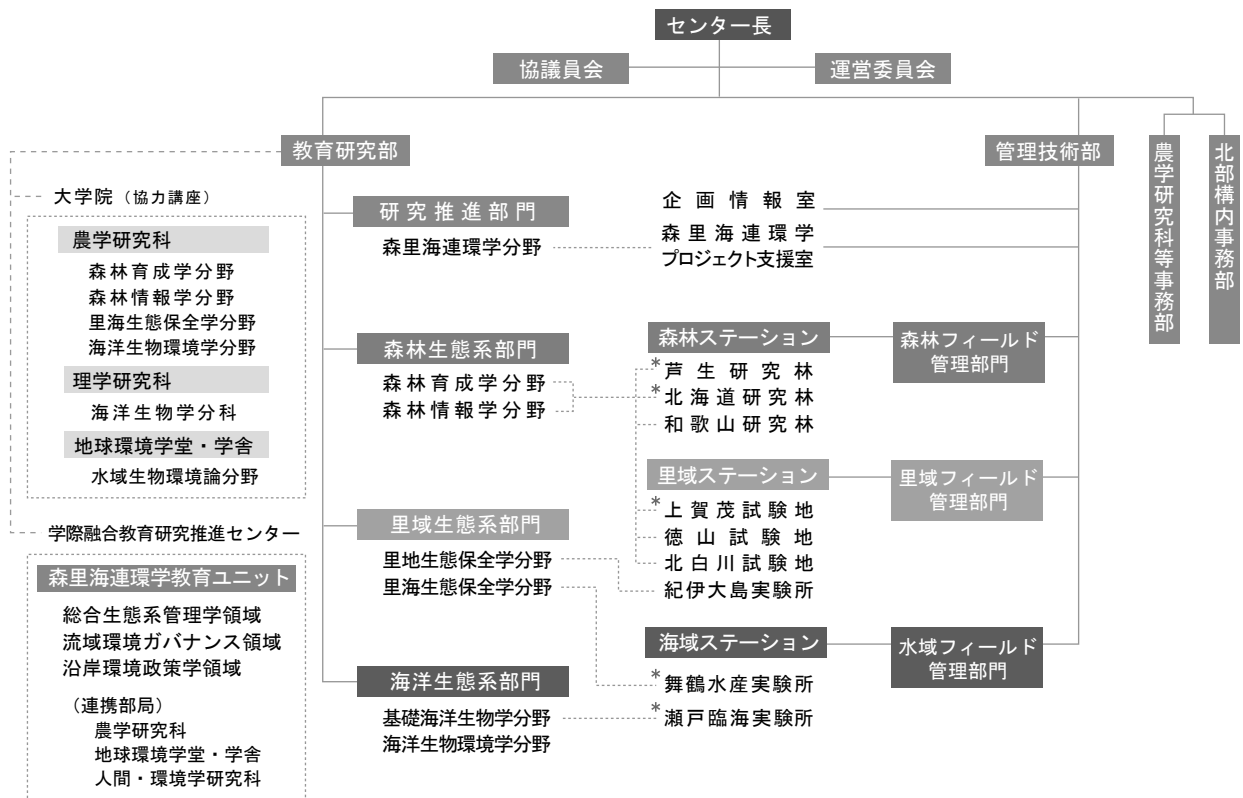 センター長
協議員会
運営委員会
教育研究部
管理技術部
農学研究科等事務部
北部構内事務部
大学院（協力講座）
農学研究科
森林育成学分野
森林情報学分野
里海生態保全学分野
海洋生物環境学分野
理学研究科
海洋生物学分科
地球環境学堂・学舎
水域生物環境論分野
学際融合教育研究推進センター
森里海連環学教育ユニット
総合生態系管理学領域
流域環境ガバナンス領域
沿岸環境政策学領域
（連携部局）
農学研究科
地球環境学堂・学舎
人間・環境学研究科
研究推進部門
森里海連環学分野
森林生態系部門
森林育成学分野
森林情報学分野
里域生態系部門
里地生態保全学分野
里海生態保全学分野
海洋生態系部門
基礎海洋生物学分野
海洋生物環境学分野
企画情報室
森里海連環学
プロジェクト支援室
森林ステーション
*芦生研究林
*北海道研究林
和歌山研究林
里域ステーション
*上賀茂試験地
徳山試験地
北白川試験地
紀伊大島実験所
海域ステーション
*舞鶴水産実験所
*瀬戸臨海実験所
森林フィールド
管理部門
里域フィールド
管理部門
水域フィールド
管理部門